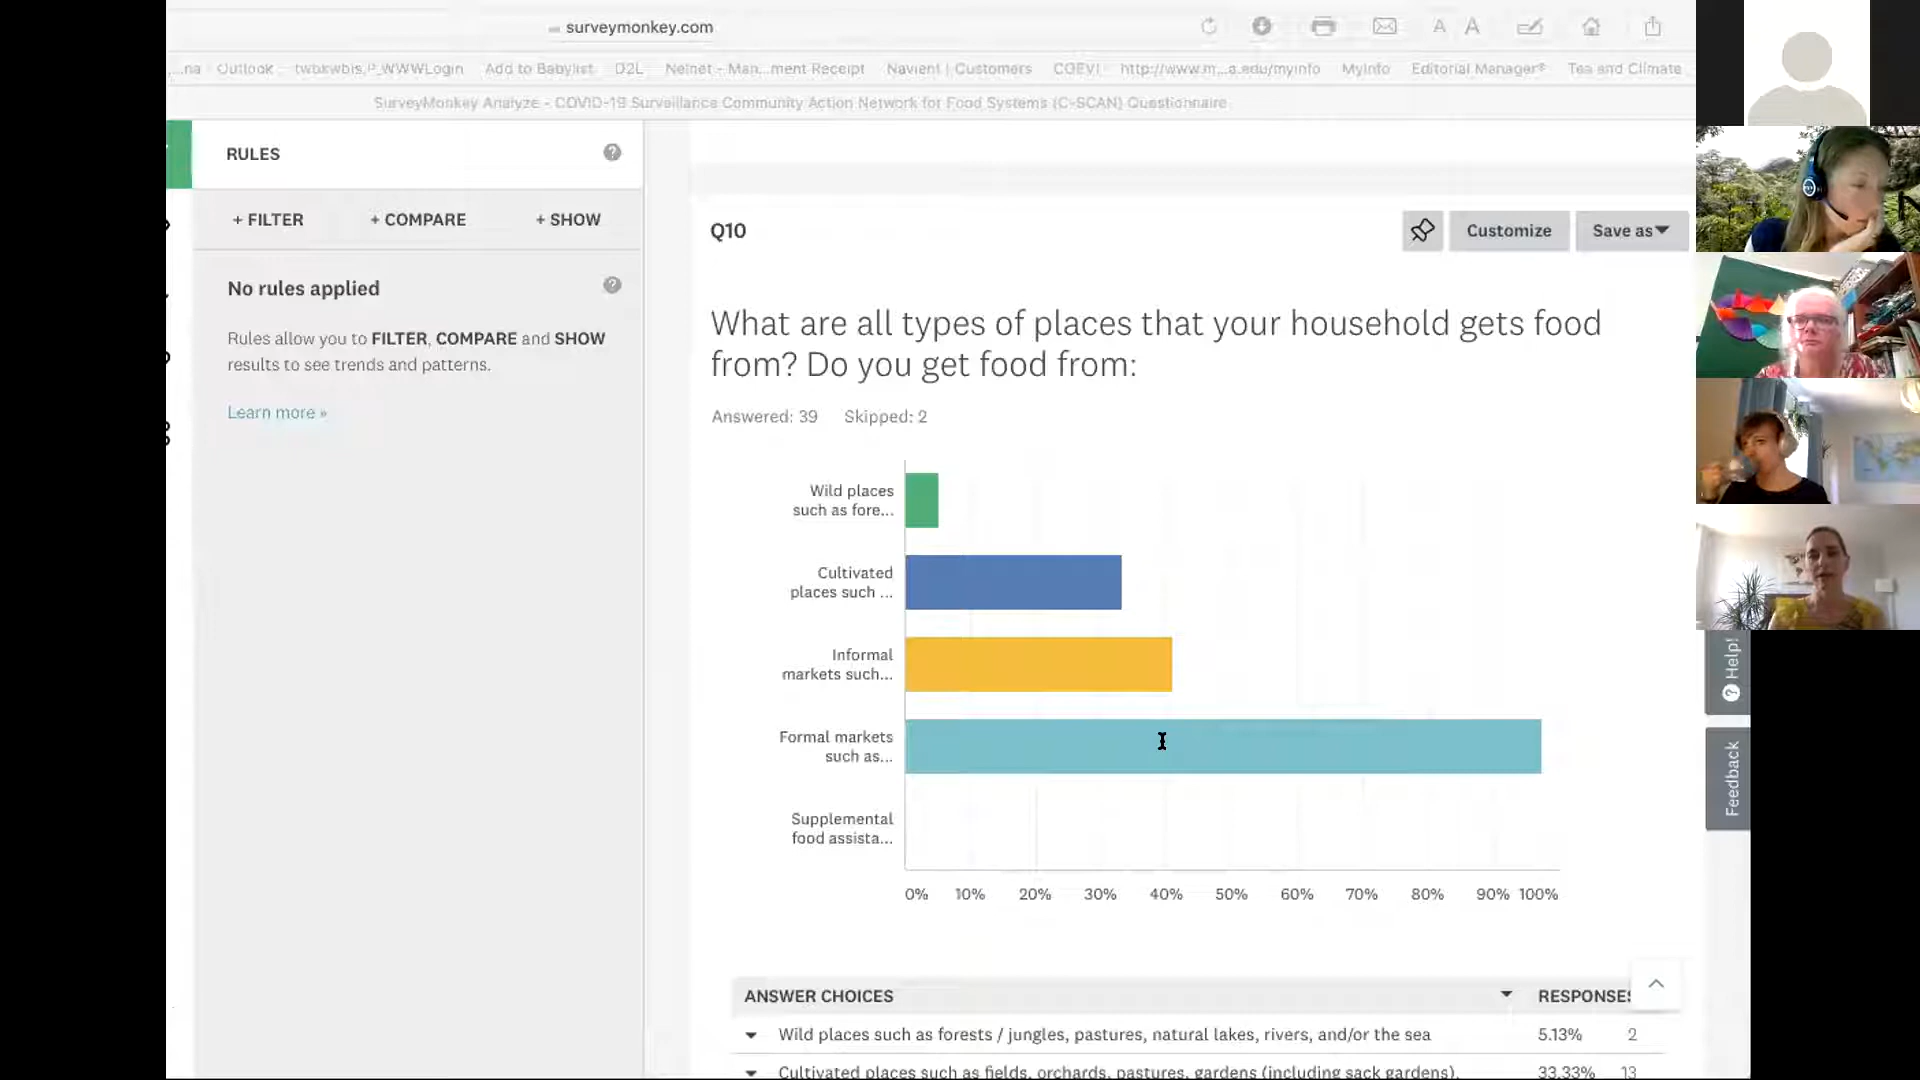 surveymonkey.com
A A
...na Outlook Add to Babylist D2L Nelnet - Man...ment Receipt Navient | Customers COEVI http://www.m...a.edu/myinfo MyInfo Editorial Manager® Tea and Climate
SurveyMonkey Analyze - COVID-19 Surveillance Community Action Network for Food Systems (C-SCAN) Questionnaire
RULES
+ FILTER + COMPARE + SHOW
No rules applied
Rules allow you to FILTER, COMPARE and SHOW
results to see trends and patterns.
Learn more »
Q10
Customize
Save as
What are all types of places that your household gets food
from? Do you get food from:
Answered: 39 Skipped: 2
Wild places
such as fore...
Cultivated
places such ...
Informal
markets such...
Formal markets
such as...
Supplemental
food assista...
0% 10% 20% 30% 40% 50% 60% 70% 80% 90% 100%
ANSWER CHOICES RESPONSES
Wild places such as forests / jungles, pastures, natural lakes, rivers, and/or the sea 5.13% 2
Cultivated places such as fields, orchards, pastures, gardens (including sack gardens), 33.33% 13
Help!
Feedback